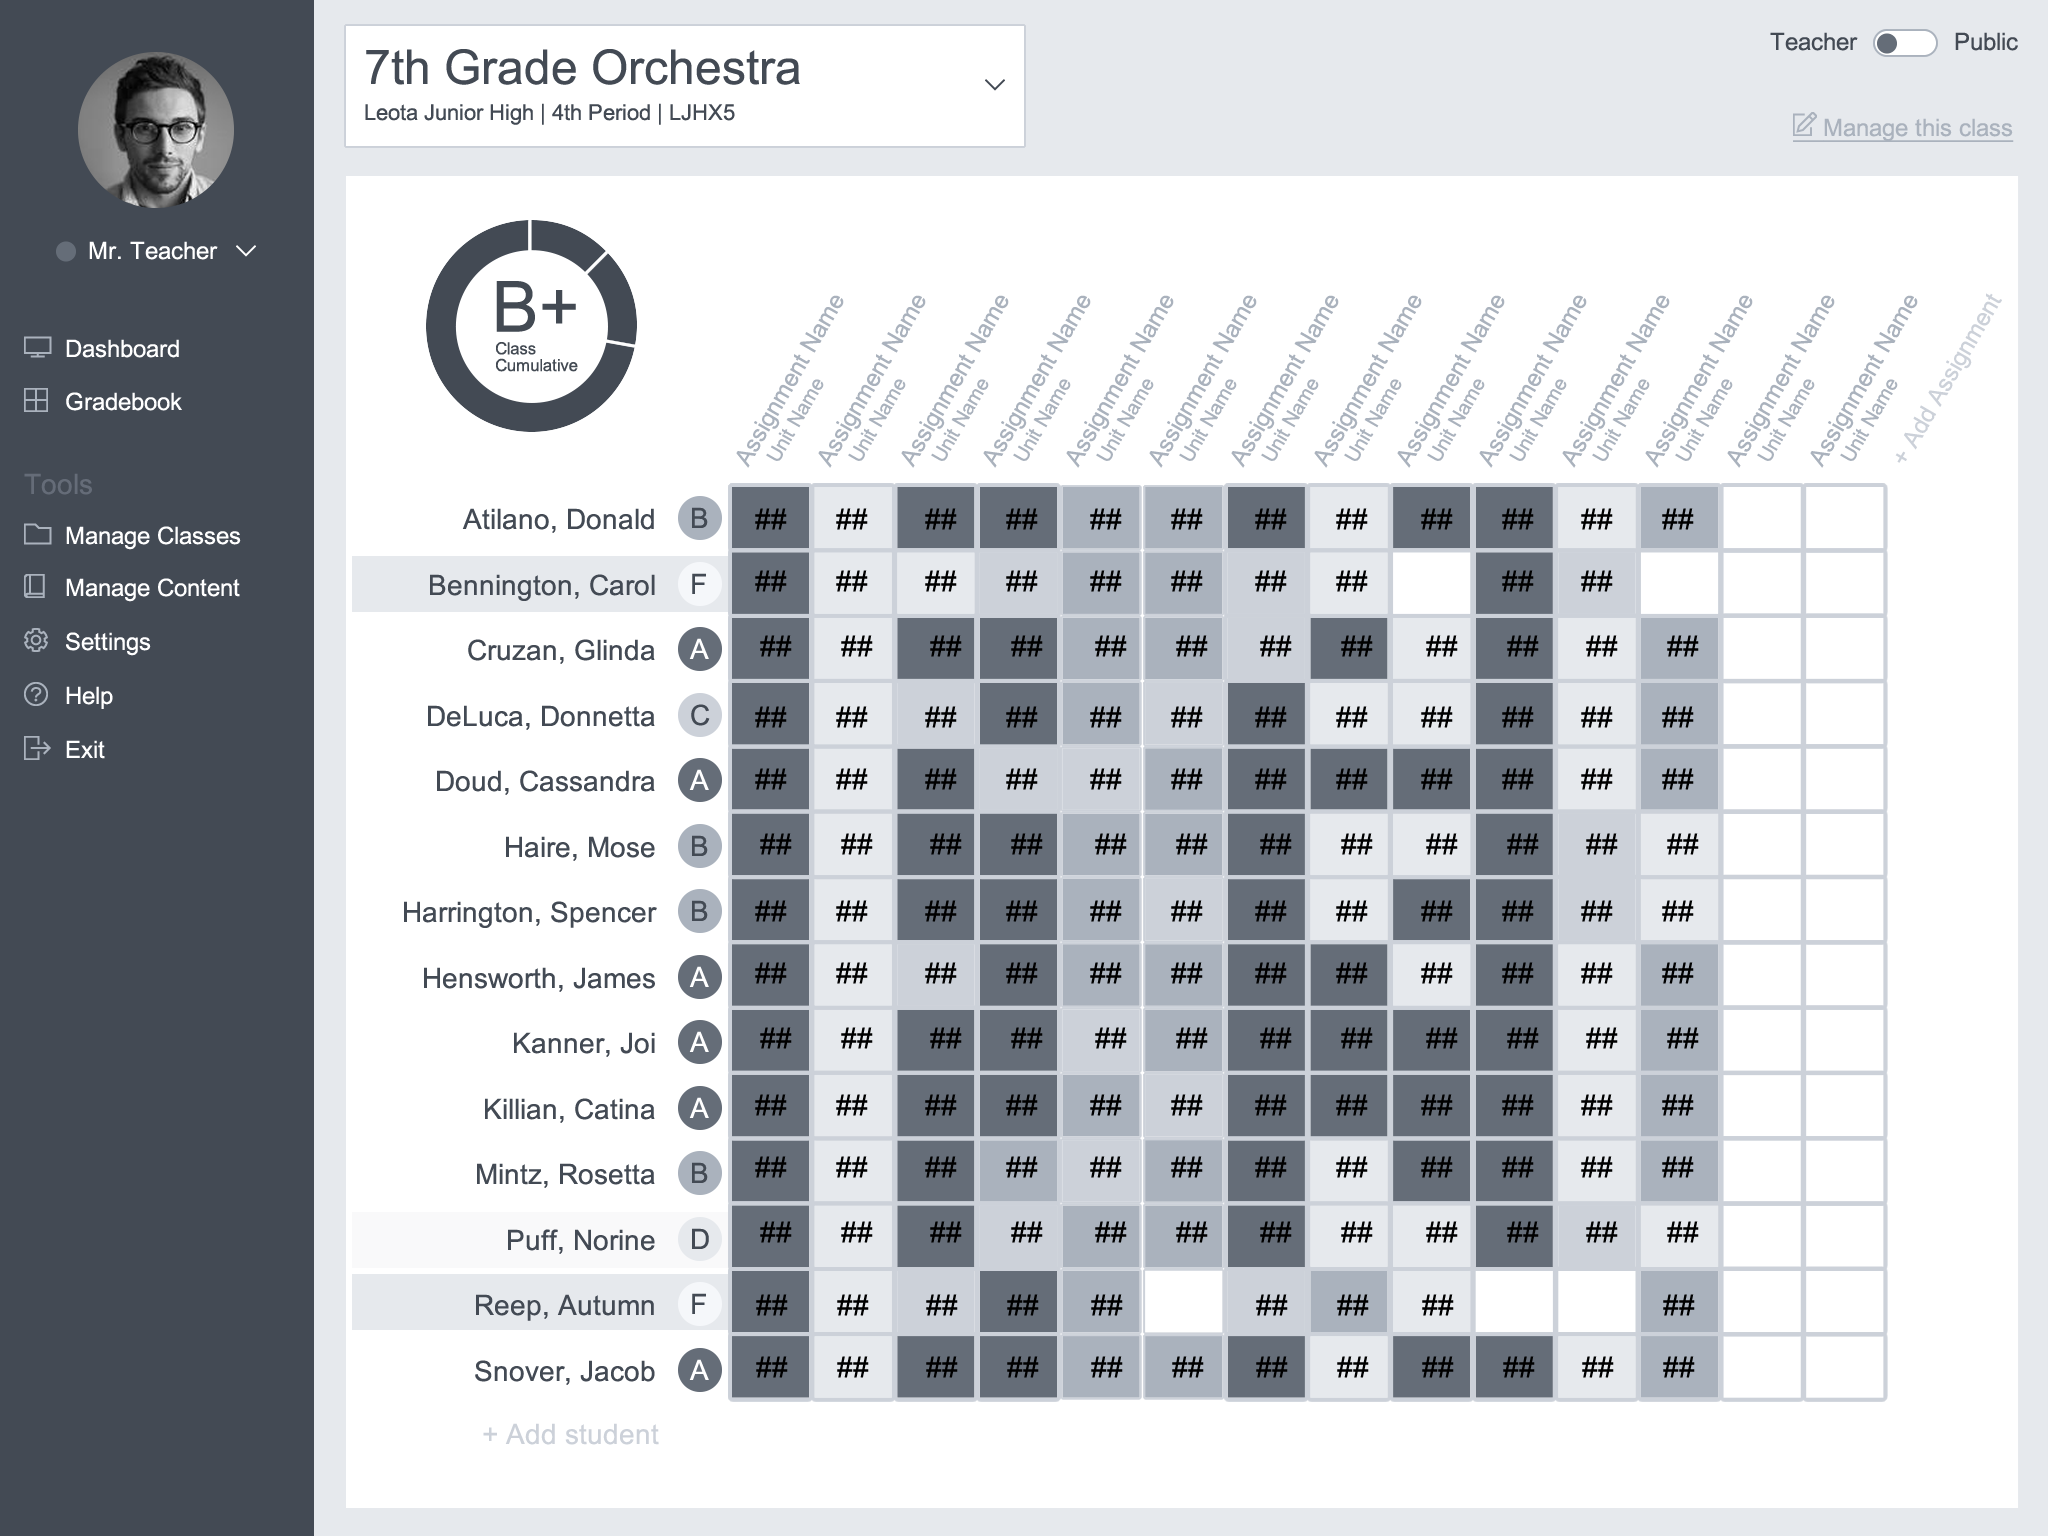 Mr. Teacher
Dashboard
Gradebook
Tools
Manage Classes
Manage Content
Settings
Help
Exit
7th Grade Orchestra
Leota Junior High | 4th Period | LJHX5
Teacher Public
Manage this class
B+
Class
Cumulative
Assignment Name
Unit Name
Assignment Name
Unit Name
Assignment Name
Unit Name
Assignment Name
Unit Name
Assignment Name
Unit Name
Assignment Name
Unit Name
Assignment Name
Unit Name
Assignment Name
Unit Name
Assignment Name
Unit Name
Assignment Name
Unit Name
Assignment Name
Unit Name
Assignment Name
Unit Name
Assignment Name
Unit Name
Assignment Name
Unit Name
+ Add Assignment
Atilano, Donald B ## ## ## ## ## ## ## ## ## ## ## ##
Bennington, Carol F ## ## ## ## ## ## ## ## ## ##
Cruzan, Glinda A ## ## ## ## ## ## ## ## ## ## ## ##
DeLuca, Donnetta C ## ## ## ## ## ## ## ## ## ## ## ##
Doud, Cassandra A ## ## ## ## ## ## ## ## ## ## ## ##
Haire, Mose B ## ## ## ## ## ## ## ## ## ## ## ##
Harrington, Spencer B ## ## ## ## ## ## ## ## ## ## ## ##
Hensworth, James A ## ## ## ## ## ## ## ## ## ## ## ##
Kanner, Joi A ## ## ## ## ## ## ## ## ## ## ## ##
Killian, Catina A ## ## ## ## ## ## ## ## ## ## ## ##
Mintz, Rosetta B ## ## ## ## ## ## ## ## ## ## ## ##
Puff, Norine D ## ## ## ## ## ## ## ## ## ## ## ##
Reep, Autumn F ## ## ## ## ## ## ## ## ##
Snover, Jacob A ## ## ## ## ## ## ## ## ## ## ## ##
+ Add student